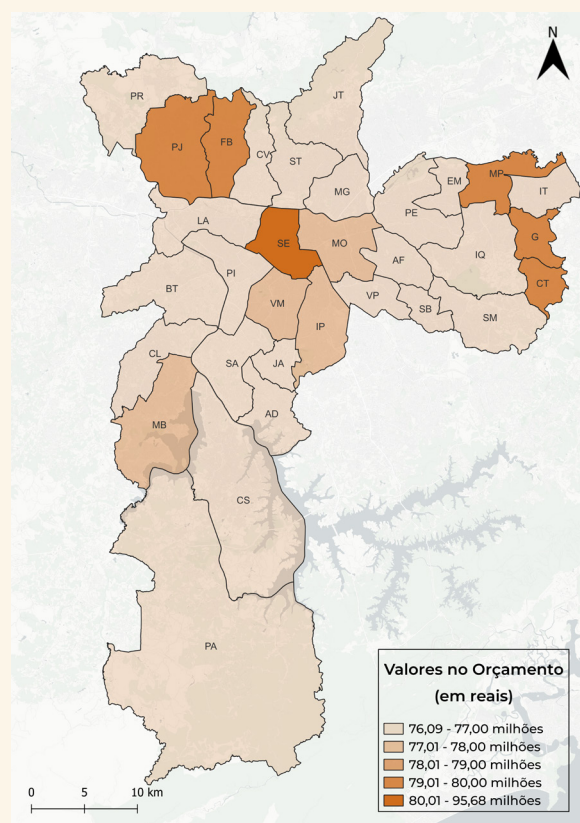 N
PR
JT
PJ
FB
CV
ST
MG
EM
MP
IT
PE
LA
SE
MO
G
AF
IQ
PI
CT
BT
VM
VP
SB
IP
SM
CL
SA
JA
AD
MB
CS
PA
Valores no Orçamento
(em reais)
76,09 - 77,00 milhões
77,01 - 78,00 milhões
78,01 - 79,00 milhões
79,01 - 80,00 milhões
80,01 - 95,68 milhões
0 5 10 km